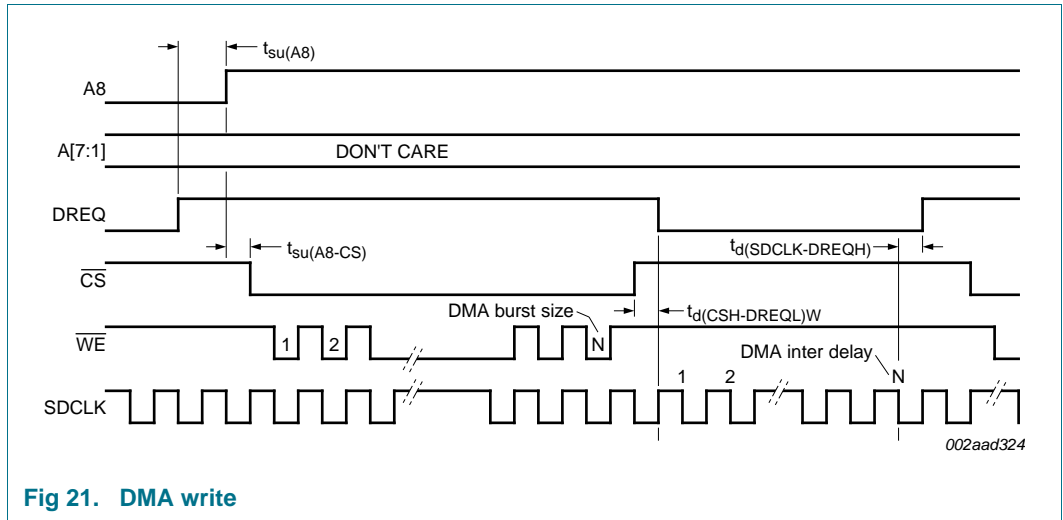 tsu(A8)
A8
A[7:1]
DON'T CARE
DREQ
tsu(A8-CS)
td(SDCLK-DREQH)
CS
DMA burst size
td(CSH-DREQL)W
WE
1
2
N
DMA inter delay
1
2
N
SDCLK
002aad324
Fig 21. DMA write